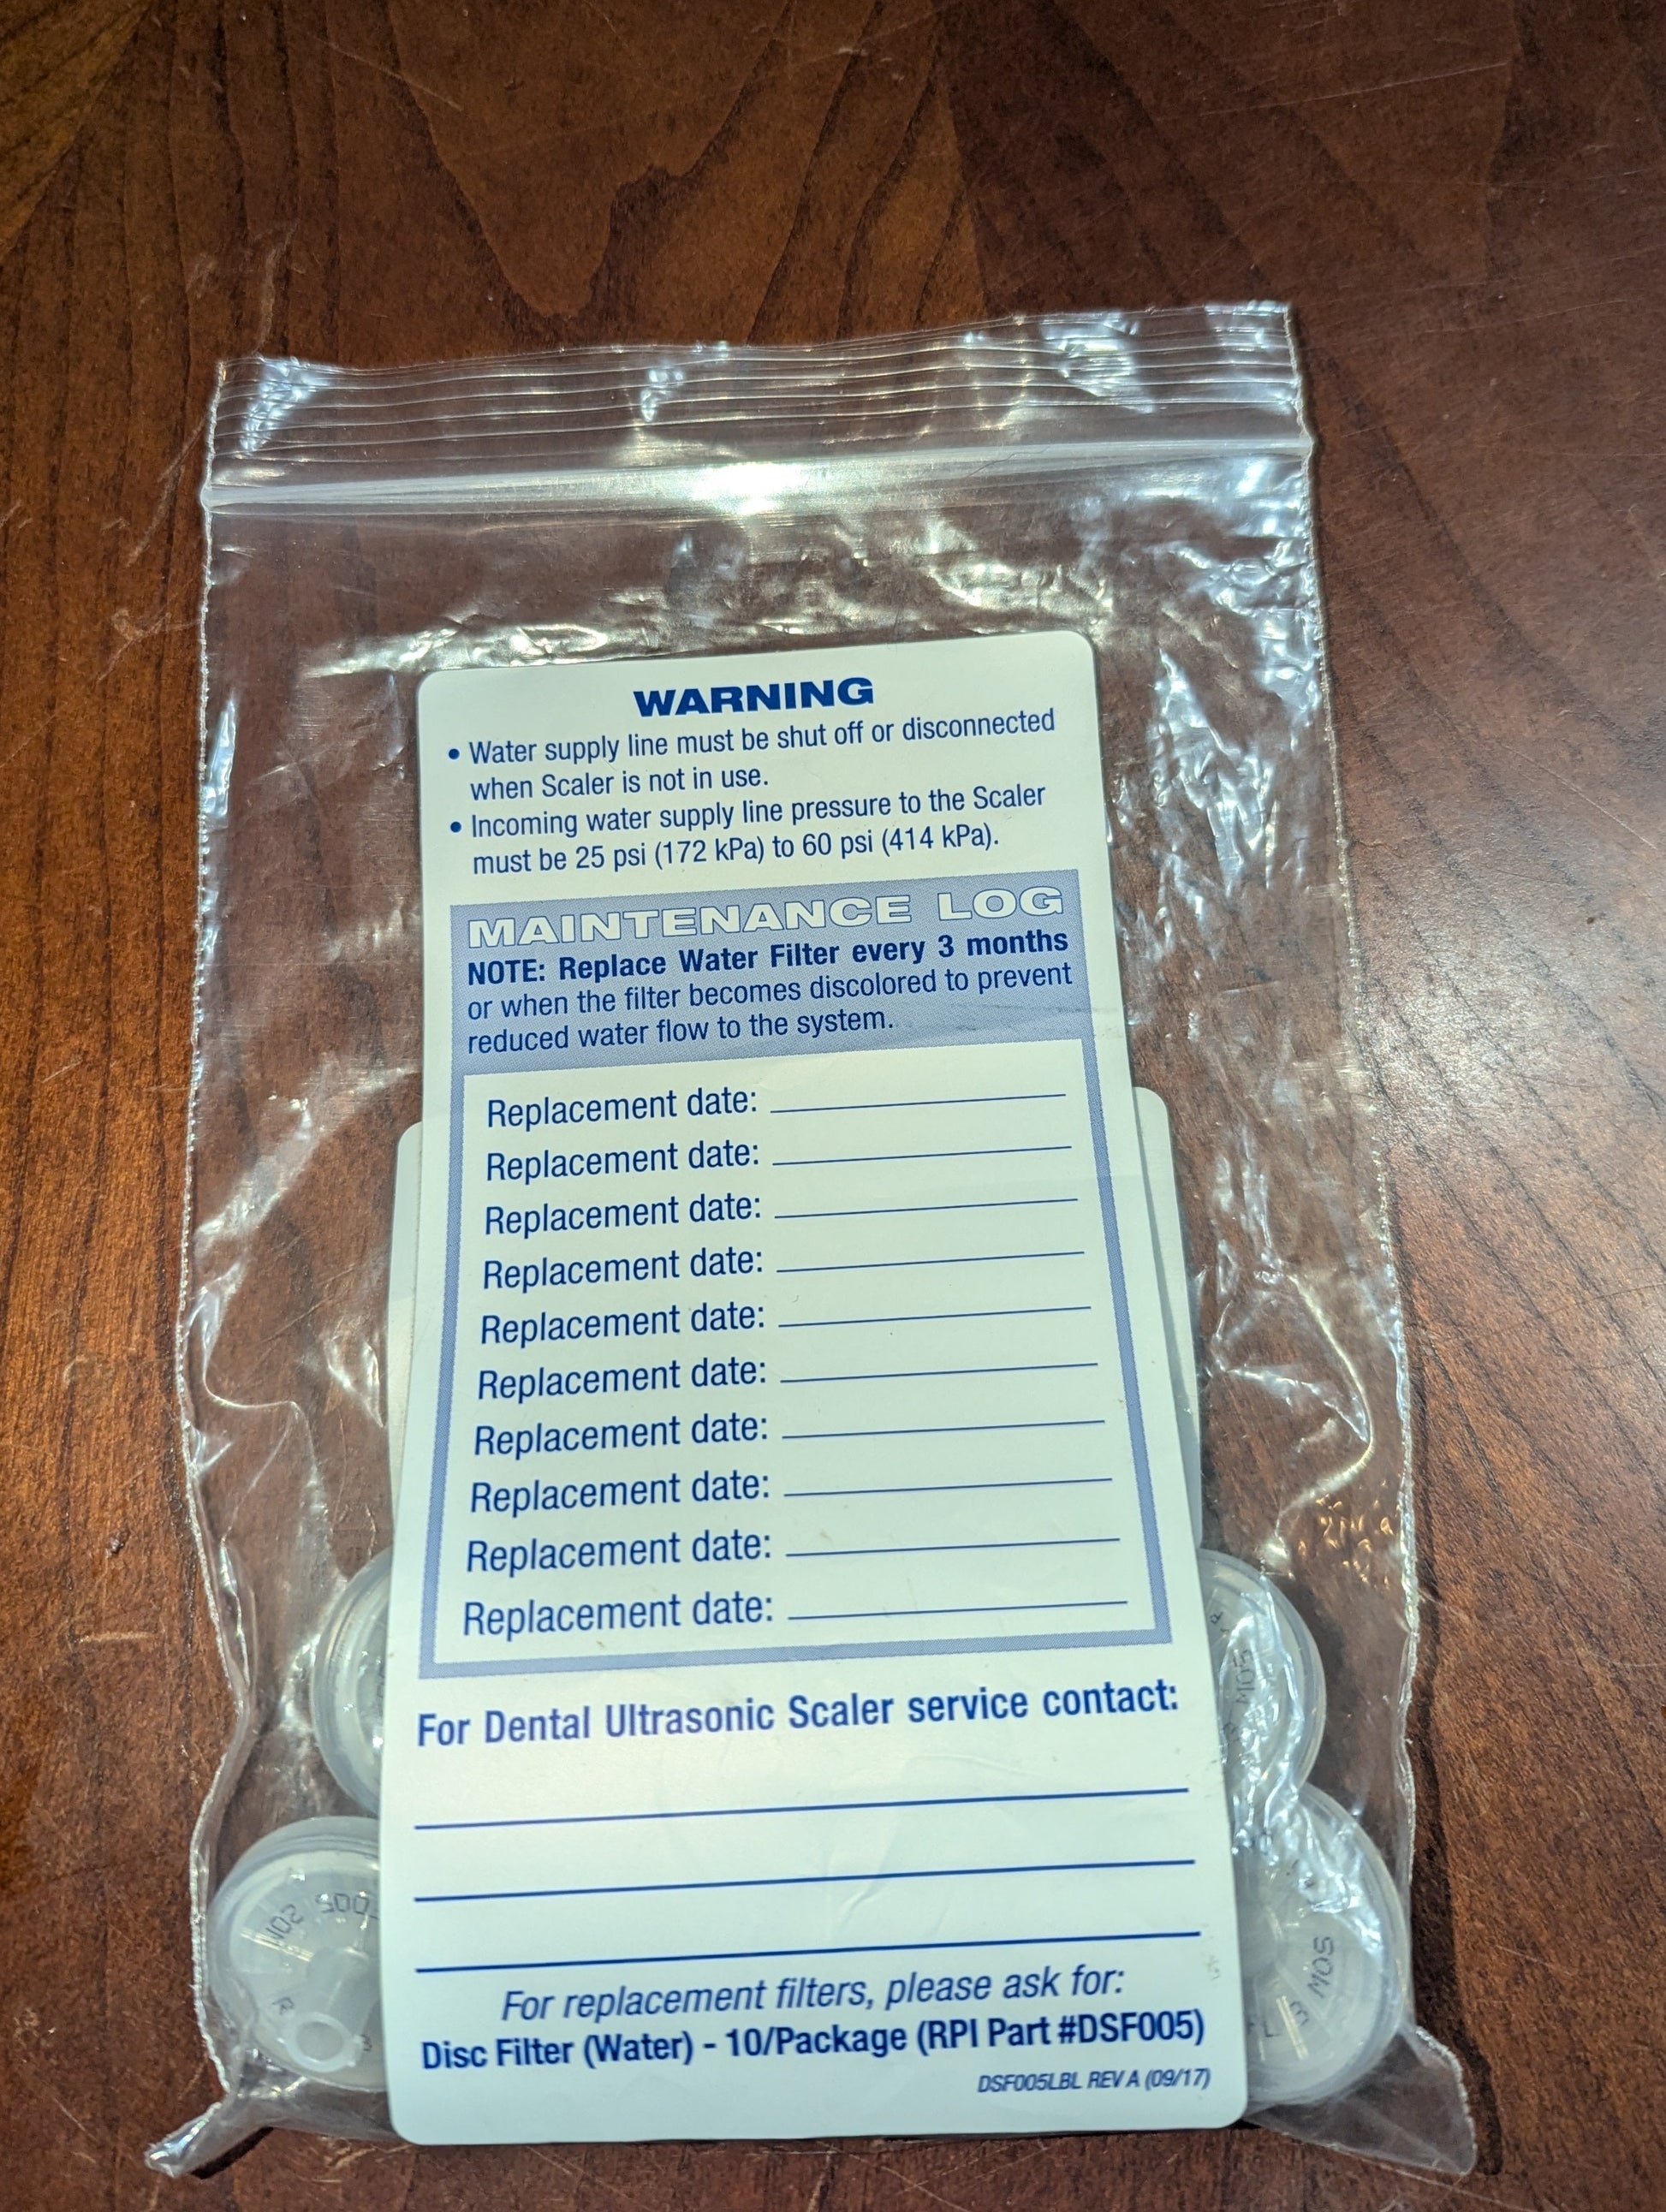 WARNING
• Water supply line must be shut off or disconnected
when Scaler is not in use.
• Incoming water supply line pressure to the Scaler
must be 25 psi (172 kPa) to 60 psi (414 kPa).
MAINTENANCE LOG
NOTE: Replace Water Filter every 3 months
or when the filter becomes discolored to prevent
reduced water flow to the system.
Replacement date:
Replacement date:
Replacement date:
Replacement date:
Replacement date:
Replacement date:
Replacement date:
Replacement date:
Replacement date:
Replacement date:
For Dental Ultrasonic Scaler service contact:
For replacement filters, please ask for:
Disc Filter (Water) - 10/Package (RPI Part #DSF005)
DSF005LBL REV A (09/17)